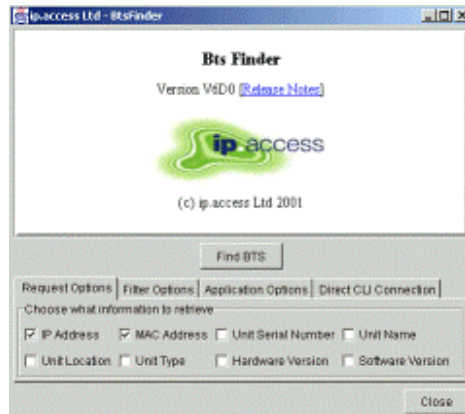 ip.access Ltd - BtsFinder
Bts Finder
Version V6D0 [Release Notes]
ip.access
(c) ip.access Ltd 2001
Find BTS
Request Options Filter Options Application Options Direct CLI Connection
Choose what information to retrieve
IP Address MAC Address Unit Serial Number Unit Name
Unit Location Unit Type Hardware Version Software Version
Close